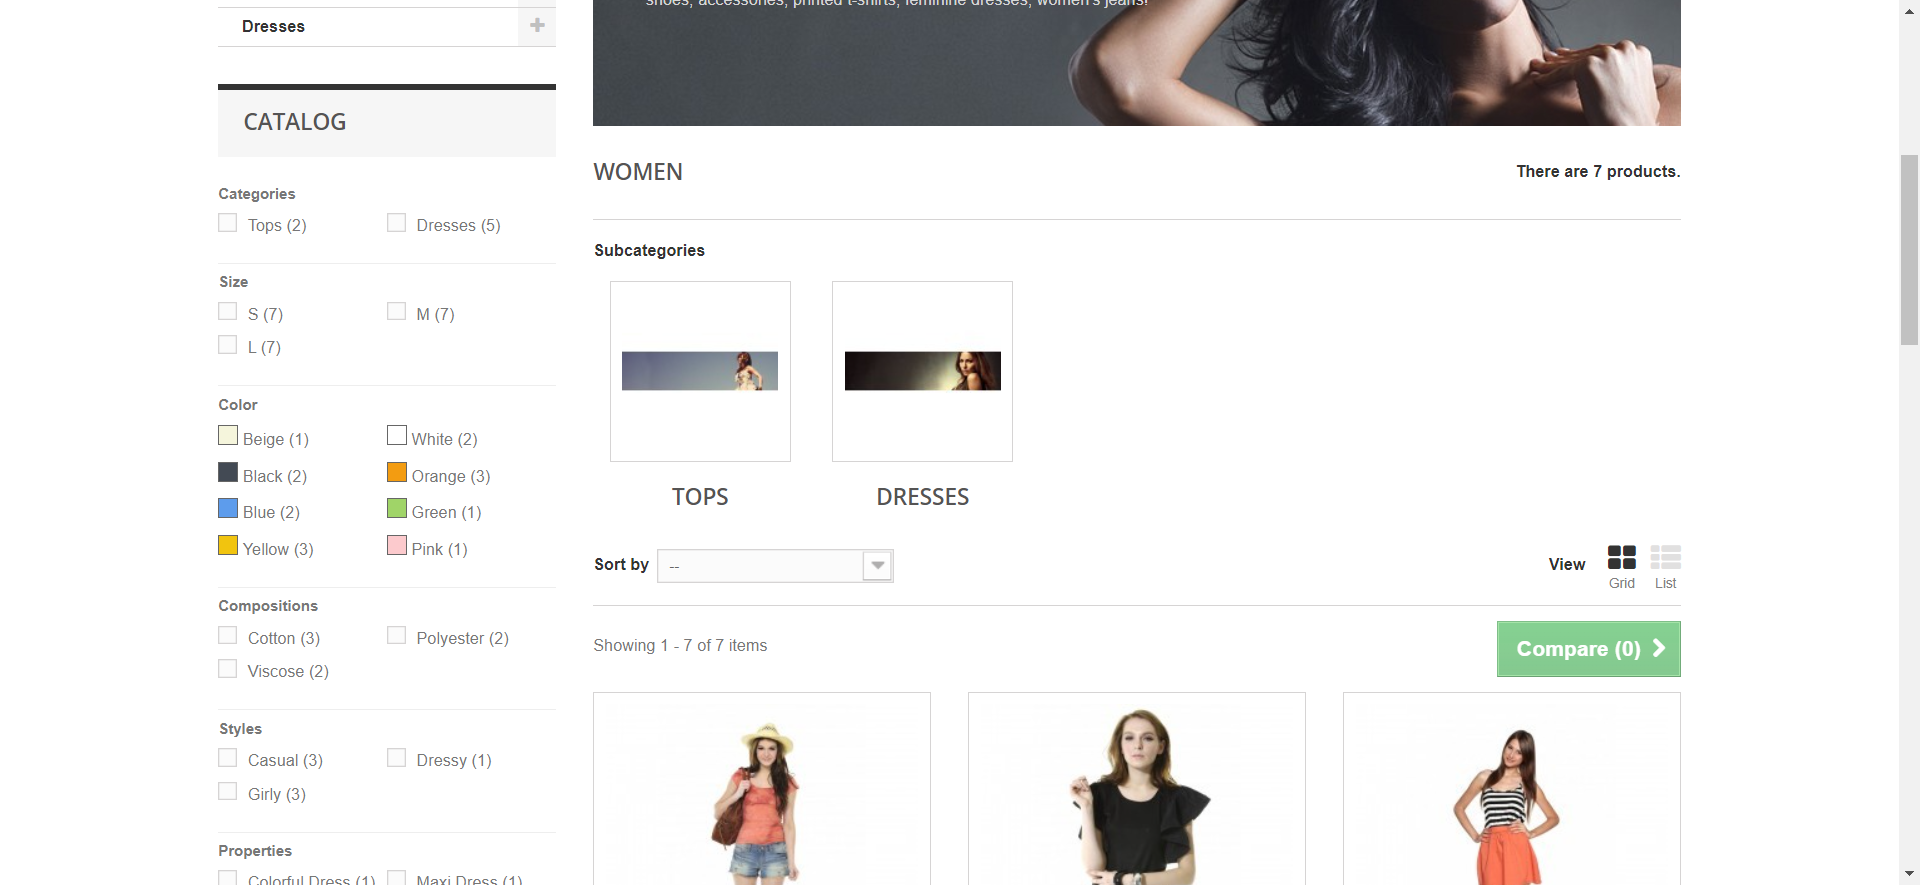 shoes, accessories, printed t-shirts, feminine dresses, women's jeans!
Dresses
CATALOG
Categories
Tops (2) Dresses (5)
Size
S (7) M (7)
L (7)
Color
Beige (1) White (2)
Black (2) Orange (3)
Blue (2) Green (1)
Yellow (3) Pink (1)
Compositions
Cotton (3) Polyester (2)
Viscose (2)
Styles
Casual (3) Dressy (1)
Girly (3)
Properties
Colorful Dress (1) Maxi Dress (1)
WOMEN
There are 7 products.
Subcategories
TOPS DRESSES
Sort by -- View
Grid List
Showing 1 - 7 of 7 items
Compare (0)